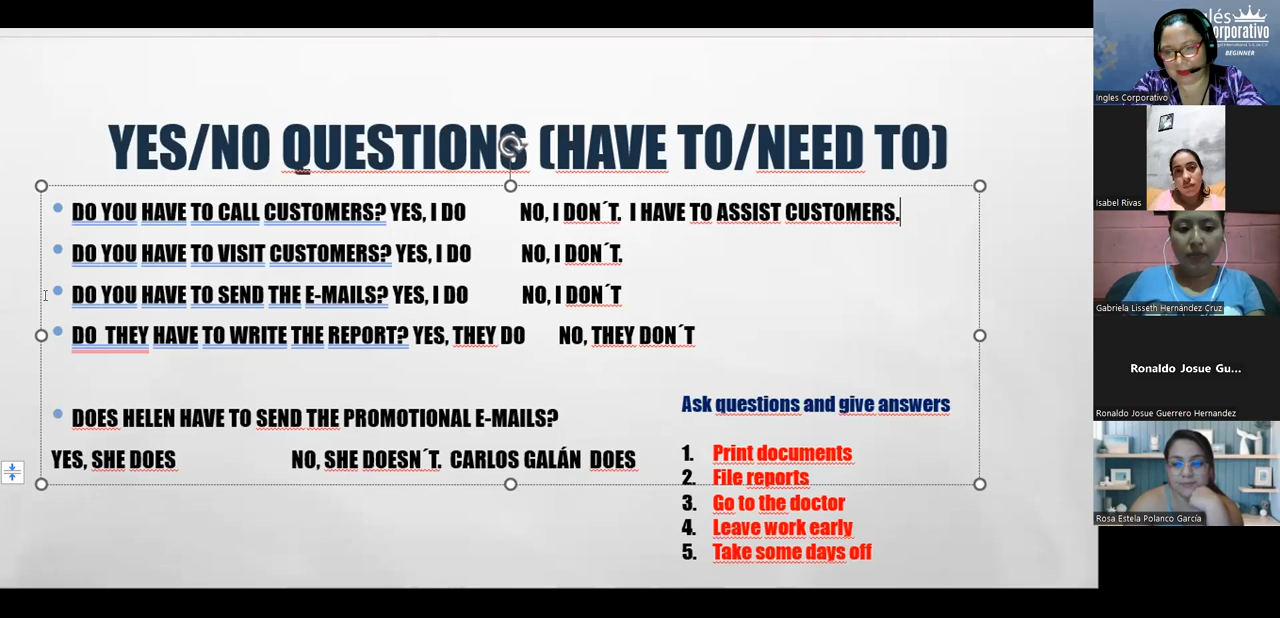 YES/NO QUESTIONS (HAVE TO/NEED TO)
DO YOU HAVE TO CALL CUSTOMERS? YES, I DO NO, I DON´T. I HAVE TO ASSIST CUSTOMERS.
DO YOU HAVE TO VISIT CUSTOMERS? YES, I DO NO, I DON´T.
DO YOU HAVE TO SEND THE E-MAILS? YES, I DO NO, I DON´T
DO THEY HAVE TO WRITE THE REPORT? YES, THEY DO NO, THEY DON´T
DOES HELEN HAVE TO SEND THE PROMOTIONAL E-MAILS?
YES, SHE DOES NO, SHE DOESN´T. CARLOS GALÁN DOES
Ask questions and give answers
1. Print documents
2. File reports
3. Go to the doctor
4. Leave work early
5. Take some days off
glés
orporativo
BEGINNER
Ingles Corporativo
Isabel Rivas
Gabriela Lisseth Hernández Cruz
Ronaldo Josue Gu...
Ronaldo Josue Guerrero Hernandez
Rosa Estela Polanco García